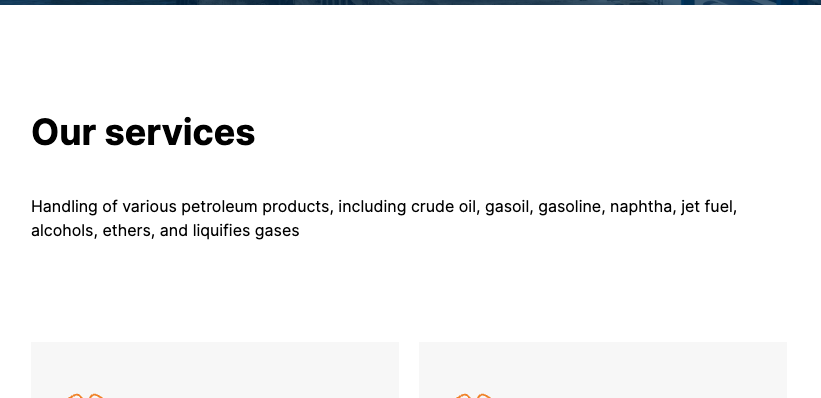 Our services
Handling of various petroleum products, including crude oil, gasoil, gasoline, naphtha, jet fuel,
alcohols, ethers, and liquifies gases